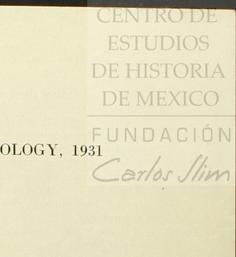 CENTRO DE
ESTUDIOS
DE HISTORIA
DE MEXICO
FUNDACIÓN
OLOGY, 1931
Carlos Slim